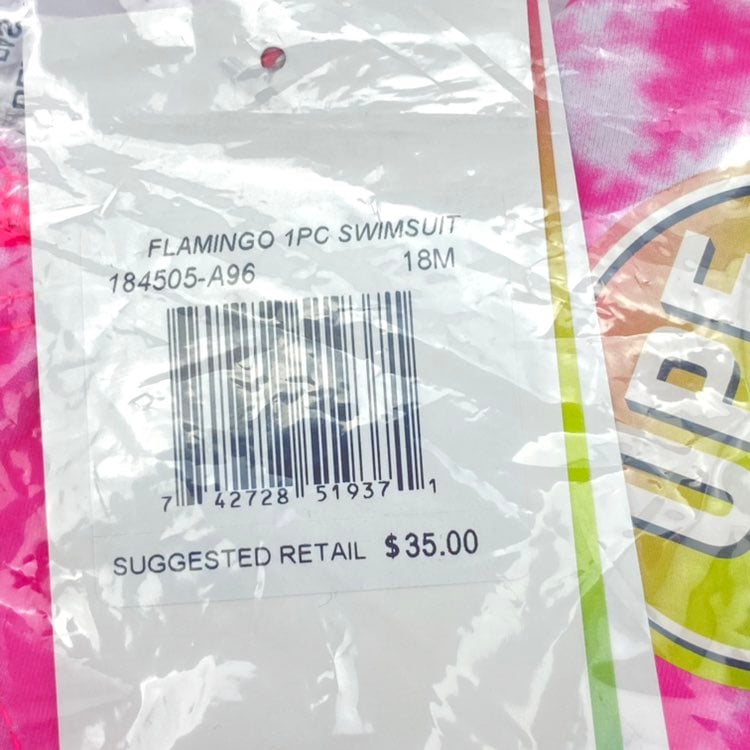 FLAMINGO 1PC SWIMSUIT
184505-A96 18M
7 42728 51937 1
SUGGESTED RETAIL $35.00